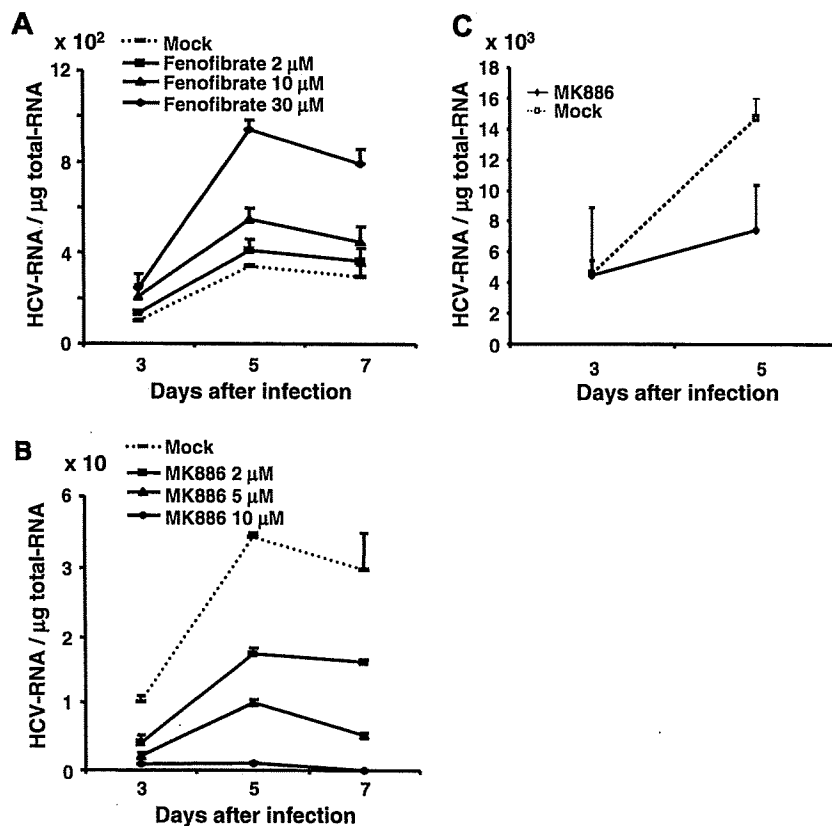 A
x 10²
Mock
Fenofibrate 2 µM
Fenofibrate 10 µM
Fenofibrate 30 µM
12
8
4
0
HCV-RNA / µg total-RNA
3 5 7
Days after infection
C
x 10³
MK886
Mock
18
16
14
12
10
8
6
4
2
0
HCV-RNA / µg total-RNA
3 5
Days after infection
B
x 10
Mock
MK886 2 µM
MK886 5 µM
MK886 10 µM
6
3
2
1
0
HCV-RNA / µg total-RNA
3 5 7
Days after infection